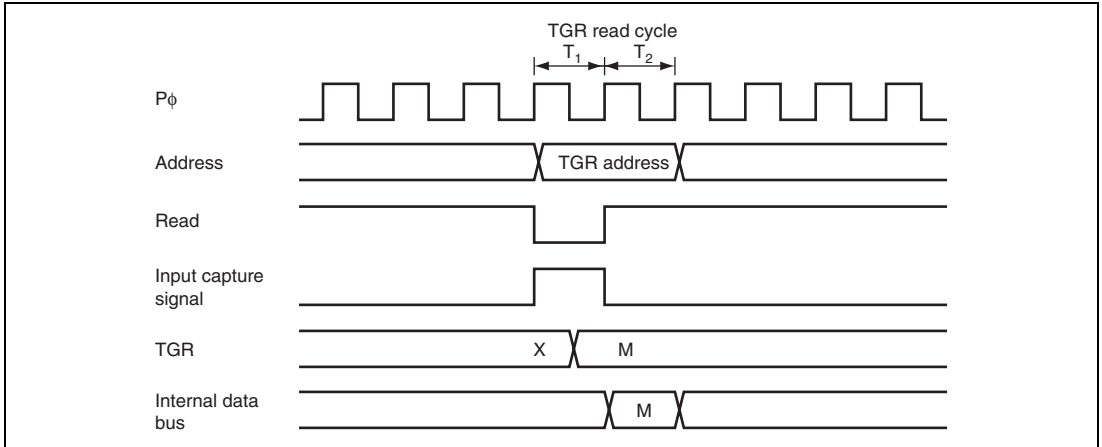 TGR read cycle
T1 T2
Pφ
Address
TGR address
Read
Input capture
signal
TGR
X M
Internal data
bus
M